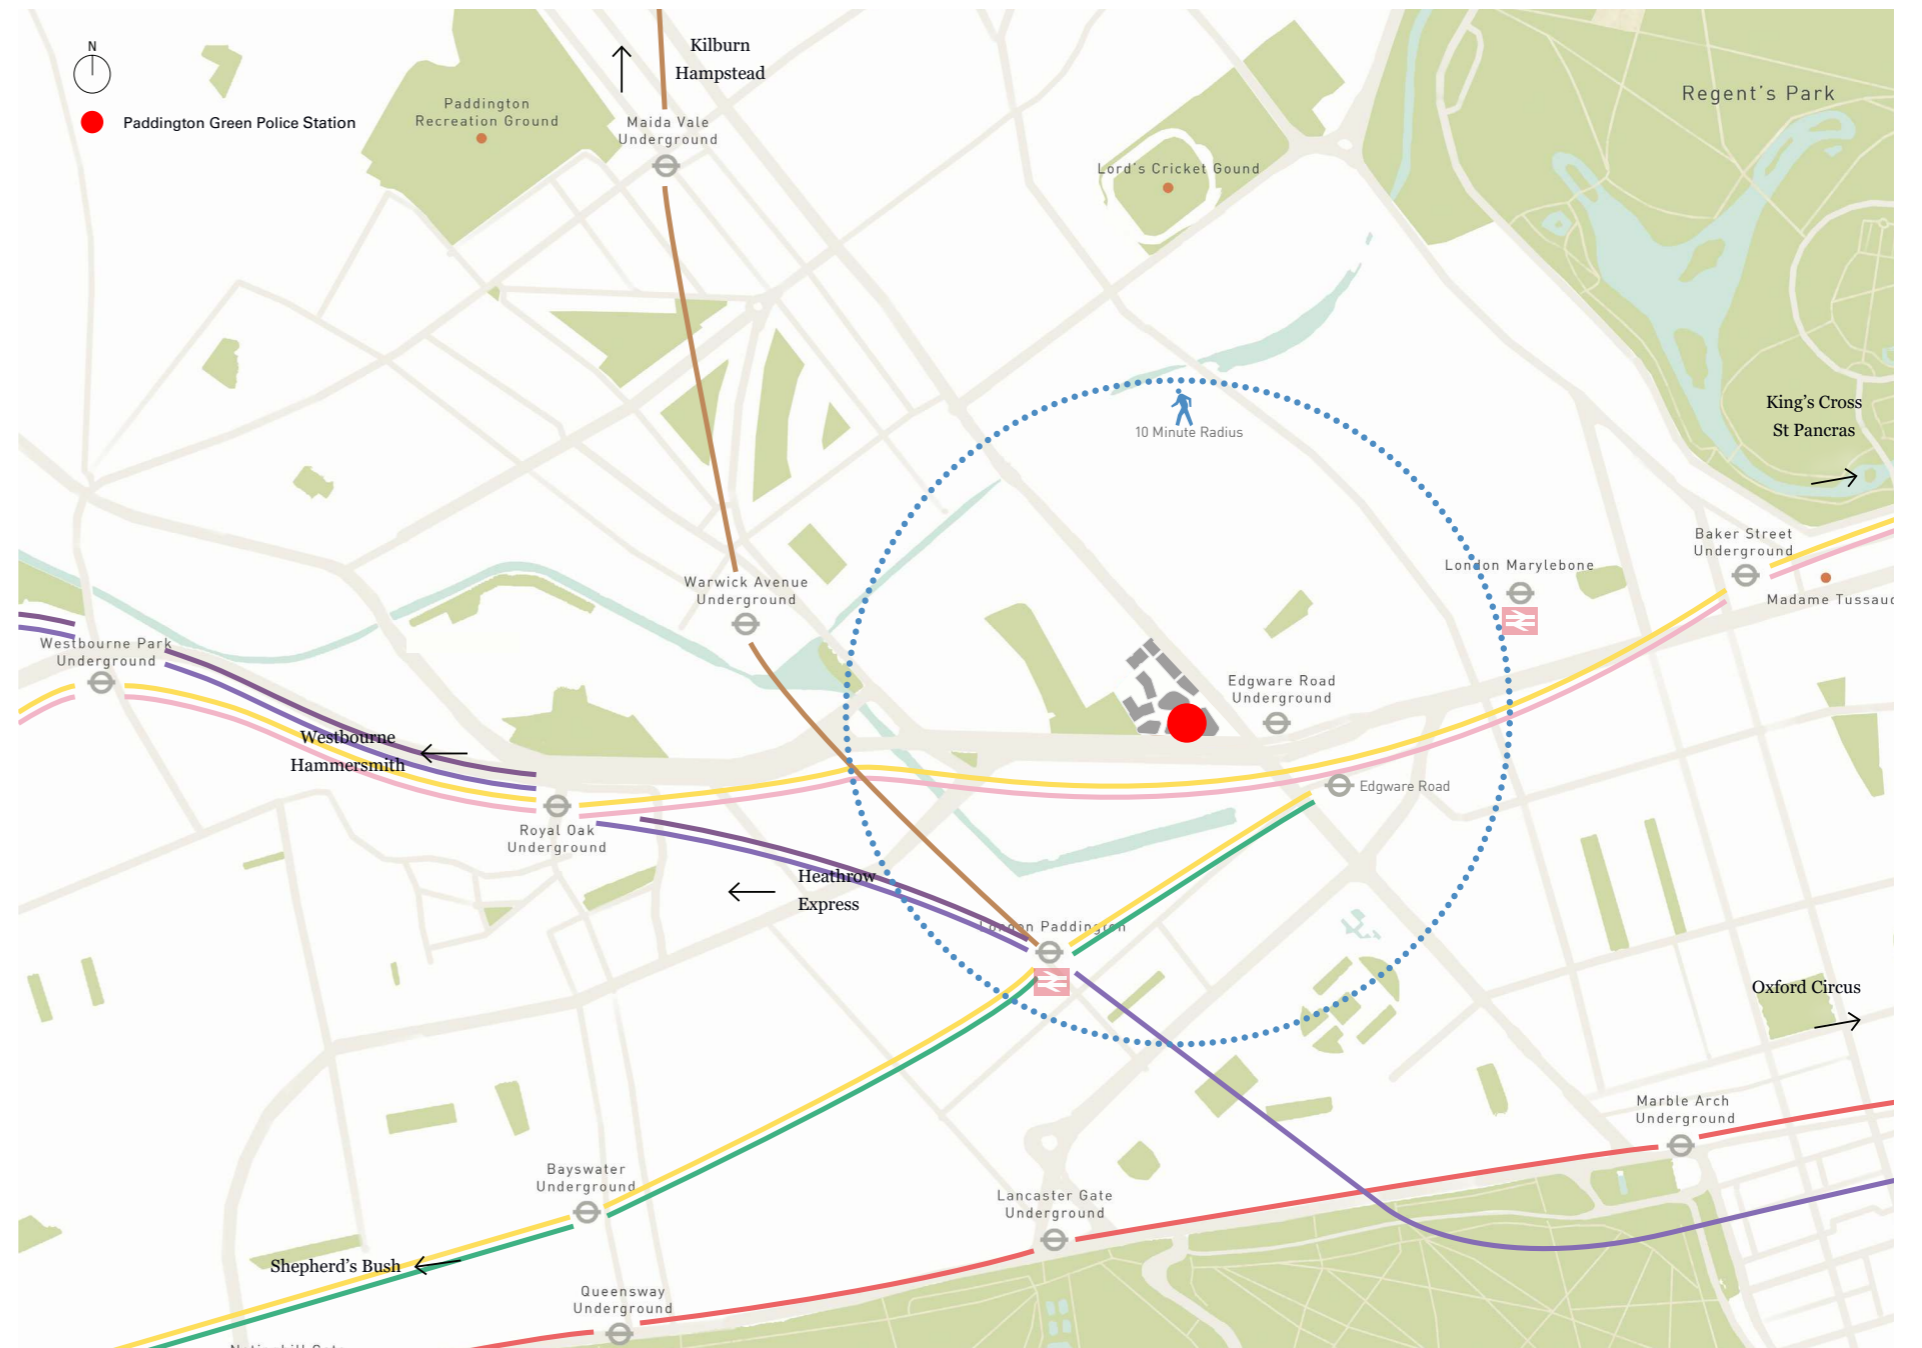 N
Paddington Green Police Station
Kilburn
Hampstead
Paddington
Recreation Ground
Maida Vale
Underground
Lord's Cricket Gound
Regent's Park
King's Cross
St Pancras
10 Minute Radius
Baker Street
Underground
London Marylebone
Madame Tussaud
Warwick Avenue
Underground
Westbourne Park
Underground
Edgware Road
Underground
Westbourne
Hammersmith
Edgware Road
Royal Oak
Underground
Heathrow
Express
London Paddington
Oxford Circus
Marble Arch
Underground
Bayswater
Underground
Lancaster Gate
Underground
Shepherd's Bush
Queensway
Underground